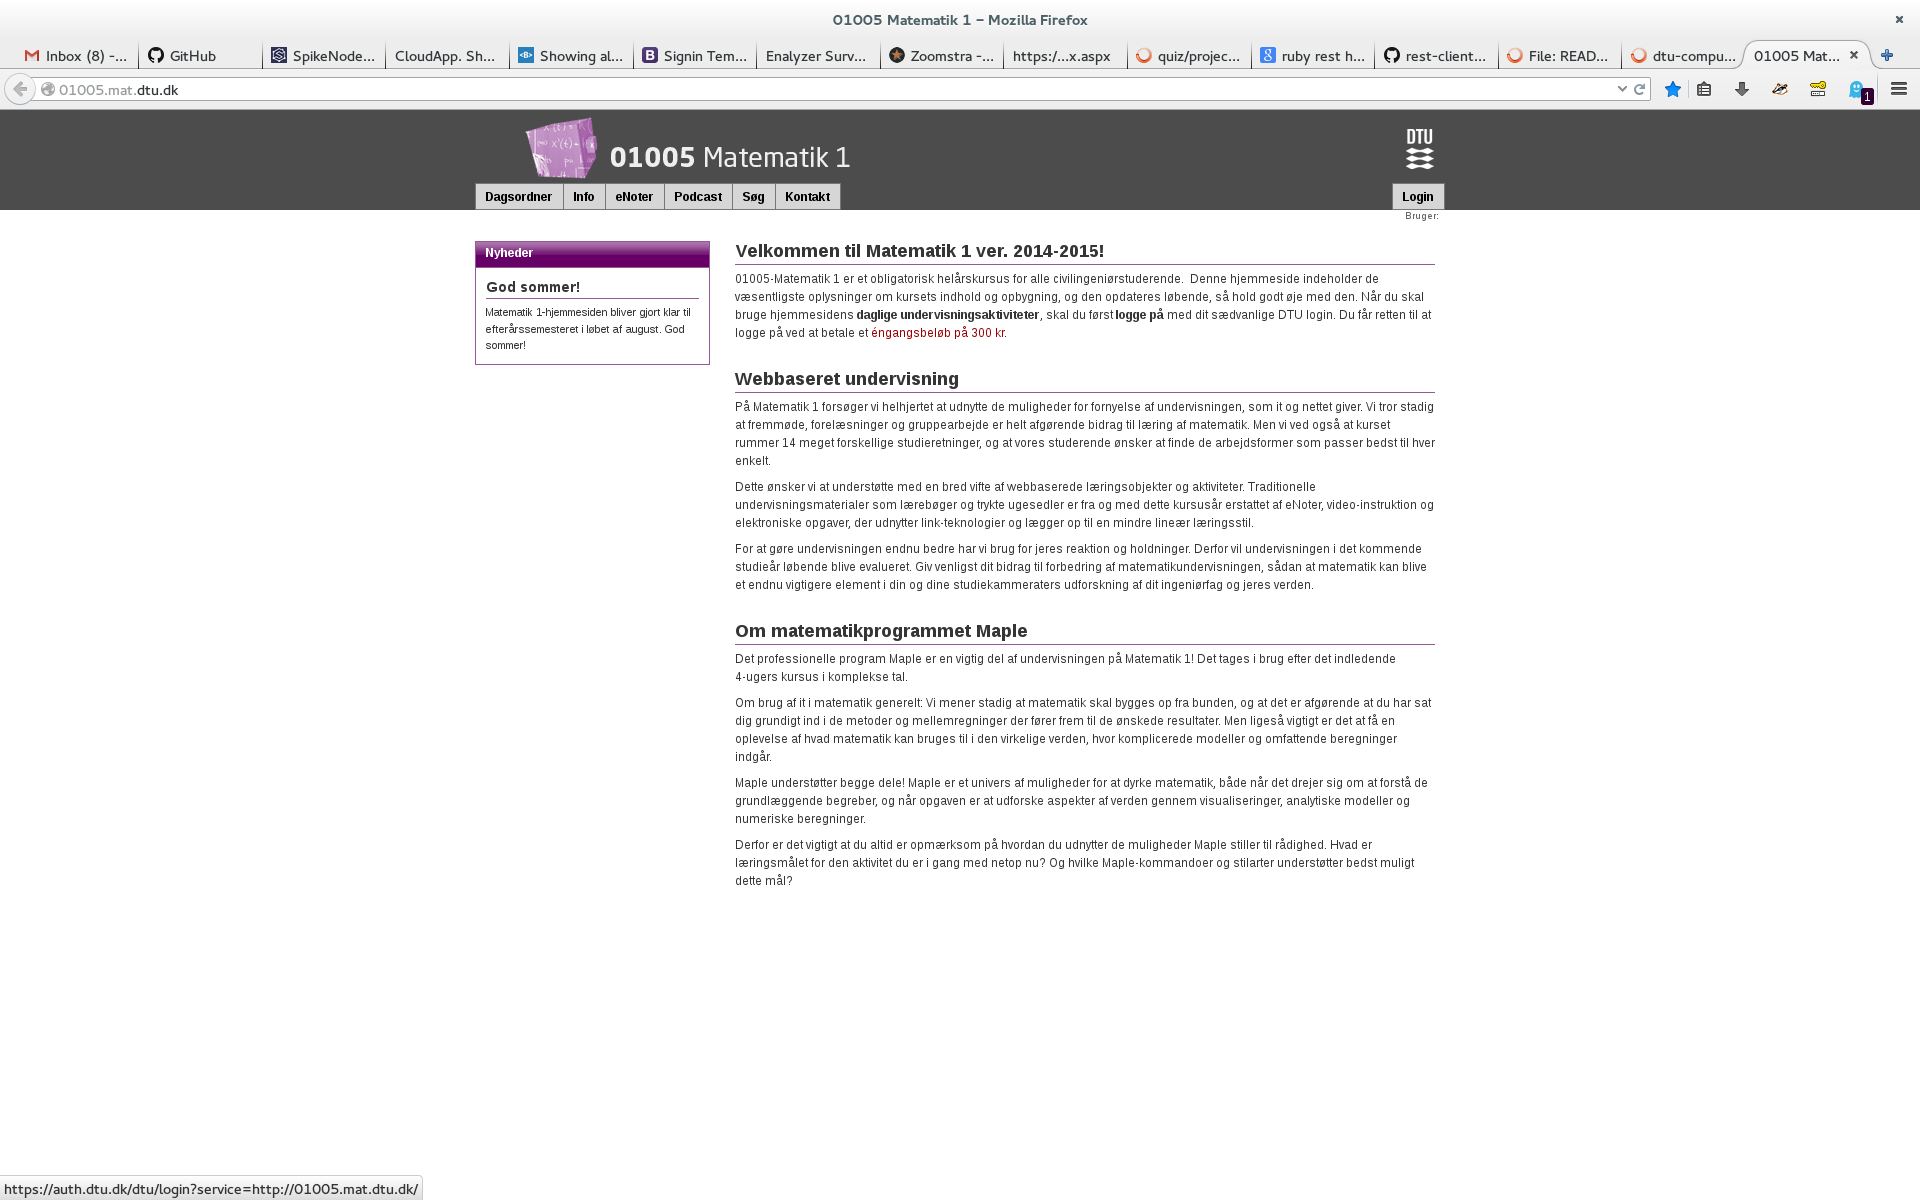 01005 Matematik 1 – Mozilla Firefox
Inbox (8) -...
GitHub
SpikeNode...
CloudApp. Sh...
Showing al...
Signin Tem...
Enalyzer Surv...
Zoomstra -...
https:/...x.aspx
quiz/projec...
ruby rest h...
rest-client...
File: READ...
dtu-compu...
01005 Mat...
01005.mat.dtu.dk
1
01005 Matematik 1
DTU
Dagsordner Info eNoter Podcast Søg Kontakt
Login
Bruger:
Nyheder
God sommer!
Matematik 1-hjemmesiden bliver gjort klar til
efterårssemesteret i løbet af august. God
sommer!
Velkommen til Matematik 1 ver. 2014-2015!
01005-Matematik 1 er et obligatorisk helårskursus for alle civilingeniørstuderende. Denne hjemmeside indeholder de
væsentligste oplysninger om kursets indhold og opbygning, og den opdateres løbende, så hold godt øje med den. Når du skal
bruge hjemmesidens daglige undervisningsaktiviteter, skal du først logge på med dit sædvanlige DTU login. Du får retten til at
logge på ved at betale et éngangsbeløb på 300 kr.
Webbaseret undervisning
På Matematik 1 forsøger vi helhjertet at udnytte de muligheder for fornyelse af undervisningen, som it og nettet giver. Vi tror stadig
at fremmøde, forelæsninger og gruppearbejde er helt afgørende bidrag til læring af matematik. Men vi ved også at kurset
rummer 14 meget forskellige studieretninger, og at vores studerende ønsker at finde de arbejdsformer som passer bedst til hver
enkelt.
Dette ønsker vi at understøtte med en bred vifte af webbaserede læringsobjekter og aktiviteter. Traditionelle
undervisningsmaterialer som lærebøger og trykte ugesedler er fra og med dette kursusår erstattet af eNoter, video-instruktion og
elektroniske opgaver, der udnytter link-teknologier og lægger op til en mindre lineær læringsstil.
For at gøre undervisningen endnu bedre har vi brug for jeres reaktion og holdninger. Derfor vil undervisningen i det kommende
studieår løbende blive evalueret. Giv venligst dit bidrag til forbedring af matematikundervisningen, sådan at matematik kan blive
et endnu vigtigere element i din og dine studiekammeraters udforskning af dit ingeniørfag og jeres verden.
Om matematikprogrammet Maple
Det professionelle program Maple er en vigtig del af undervisningen på Matematik 1! Det tages i brug efter det indledende
4-ugers kursus i komplekse tal.
Om brug af it i matematik generelt: Vi mener stadig at matematik skal bygges op fra bunden, og at det er afgørende at du har sat
dig grundigt ind i de metoder og mellemregninger der fører frem til de ønskede resultater. Men ligeså vigtigt er det at få en
oplevelse af hvad matematik kan bruges til i den virkelige verden, hvor komplicerede modeller og omfattende beregninger
indgår.
Maple understøtter begge dele! Maple er et univers af muligheder for at dyrke matematik, både når det drejer sig om at forstå de
grundlæggende begreber, og når opgaven er at udforske aspekter af verden gennem visualiseringer, analytiske modeller og
numeriske beregninger.
Derfor er det vigtigt at du altid er opmærksom på hvordan du udnytter de muligheder Maple stiller til rådighed. Hvad er
læringsmålet for den aktivitet du er i gang med netop nu? Og hvilke Maple-kommandoer og stilarter understøtter bedst muligt
dette mål?
https://auth.dtu.dk/dtu/login?service=http://01005.mat.dtu.dk/